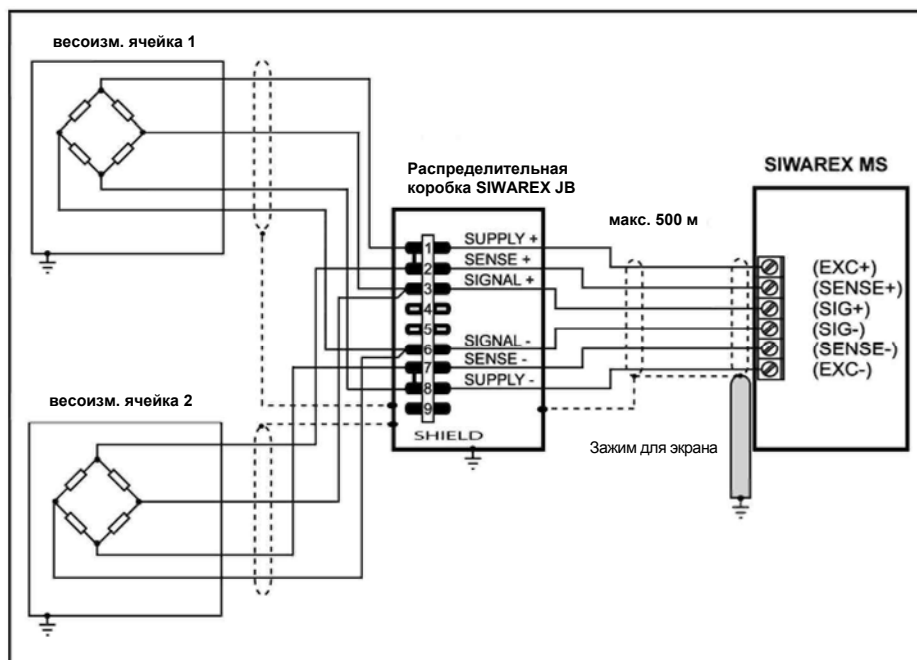 весоизм. ячейка 1
Распределительная
коробка SIWAREX JB
SIWAREX MS
макс. 500 м
1
SUPPLY +
2
SENSE +
3
SIGNAL +
4
5
6
SIGNAL -
7
SENSE -
8
SUPPLY -
9
SHIELD
(EXC+)
(SENSE+)
(SIG+)
(SIG-)
(SENSE-)
(EXC-)
весоизм. ячейка 2
Зажим для экрана